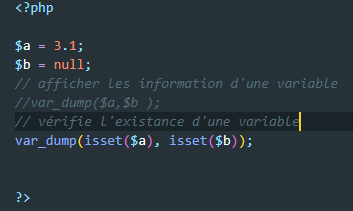 <?php
$a = 3.1;
$b = null;
// afficher les information d'une variable
//var_dump($a,$b );
// vérifie l'existance d'une variable
var_dump(isset($a), isset($b));
?>